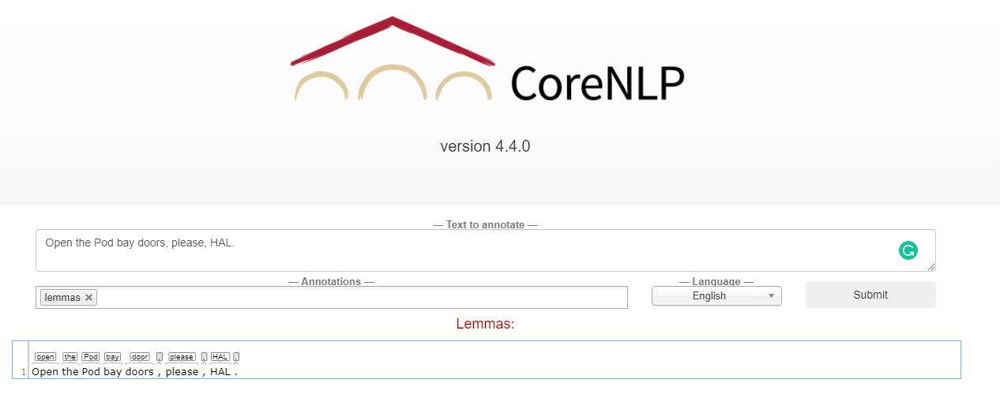 CoreNLP
version 4.4.0
— Text to annotate —
Open the Pod bay doors, please, HAL.
— Annotations — — Language —
lemmas × English Submit
Lemmas:
open the Pod bay door , please , HAL .
1 Open the Pod bay doors , please , HAL .